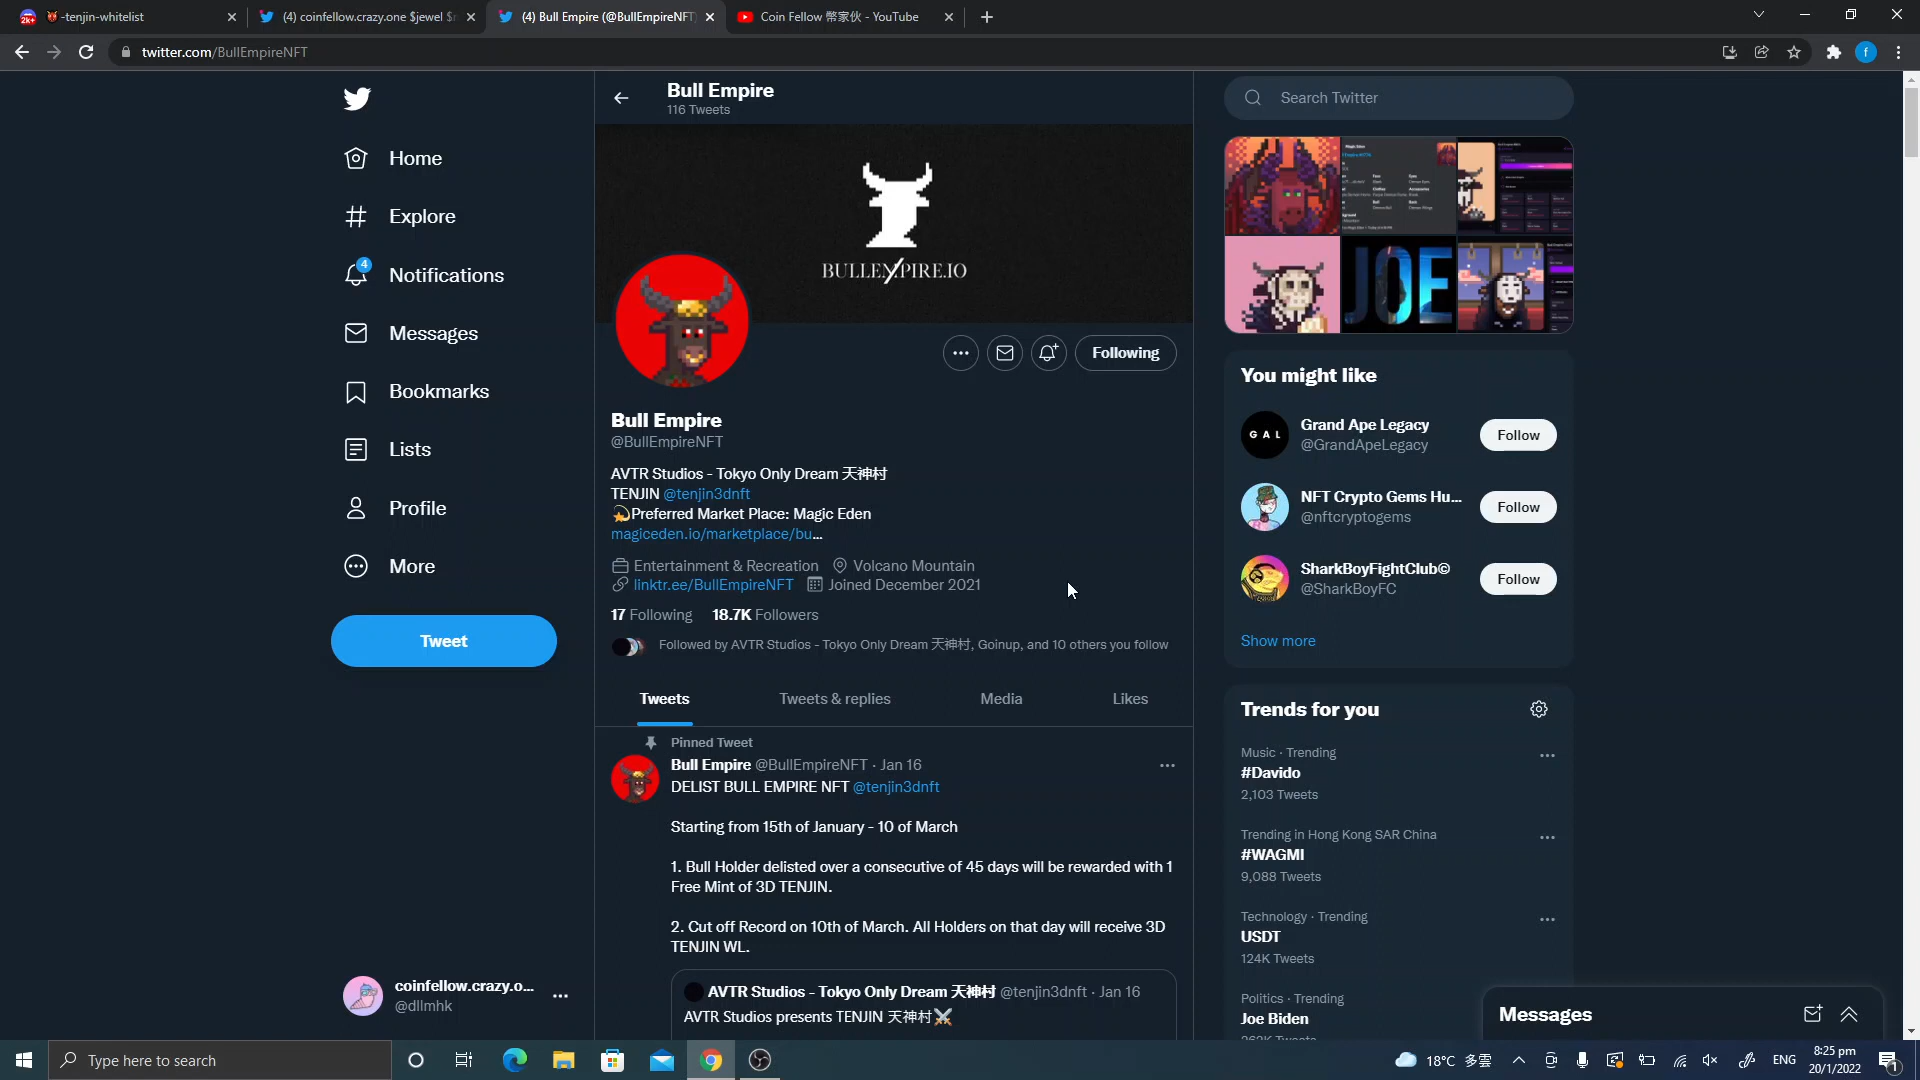 -tenjin-whitelist
(4) coinfellow.crazy.one $jewel $
(4) Bull Empire (@BullEmpireNFT
Coin Fellow 幣家伙 - YouTube
twitter.com/BullEmpireNFT
f
Bull Empire
116 Tweets
Search Twitter
Home
Explore
4
Notifications
Messages
Bookmarks
Lists
Profile
More
Tweet
coinfellow.crazy.o...
@dllmhk
BULLEMPIRE.IO
Following
Bull Empire
@BullEmpireNFT
AVTR Studios - Tokyo Only Dream 天神村
TENJIN @tenjin3dnft
💫Preferred Market Place: Magic Eden
magiceden.io/marketplace/bu...
Entertainment & Recreation Volcano Mountain
linktr.ee/BullEmpireNFT Joined December 2021
17 Following 18.7K Followers
Followed by AVTR Studios - Tokyo Only Dream 天神村, Goinup, and 10 others you follow
Tweets Tweets & replies Media Likes
Pinned Tweet
Bull Empire @BullEmpireNFT · Jan 16
DELIST BULL EMPIRE NFT @tenjin3dnft
Starting from 15th of January - 10 of March
1. Bull Holder delisted over a consecutive of 45 days will be rewarded with 1
Free Mint of 3D TENJIN.
2. Cut off Record on 10th of March. All Holders on that day will receive 3D
TENJIN WL.
AVTR Studios - Tokyo Only Dream 天神村 @tenjin3dnft · Jan 16
AVTR Studios presents TENJIN 天神村⚔️
JOE
You might like
GAL
Grand Ape Legacy
@GrandApeLegacy
Follow
NFT Crypto Gems Hu...
@nftcryptogems
Follow
SharkBoyFightClub©
@SharkBoyFC
Follow
Show more
Trends for you
Music · Trending
#Davido
2,103 Tweets
Trending in Hong Kong SAR China
#WAGMI
9,088 Tweets
Technology · Trending
USDT
124K Tweets
Politics · Trending
Joe Biden
Messages
Type here to search
18°C 多雲
ENG
8:25 pm
20/1/2022
1